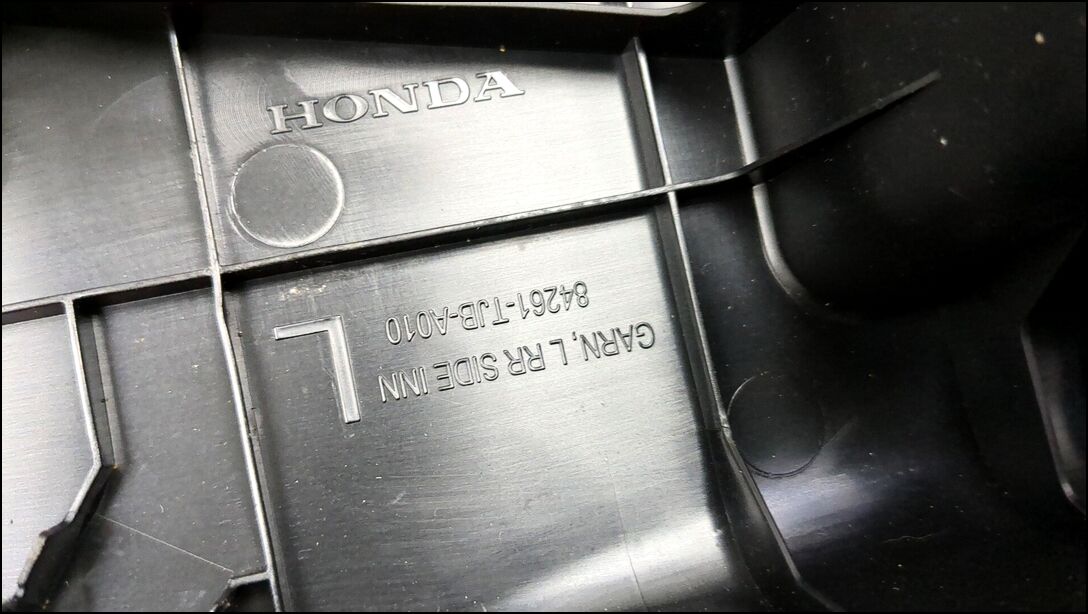 HONDA
GARN, L RR SIDE INN
84261-TJB-A010
L